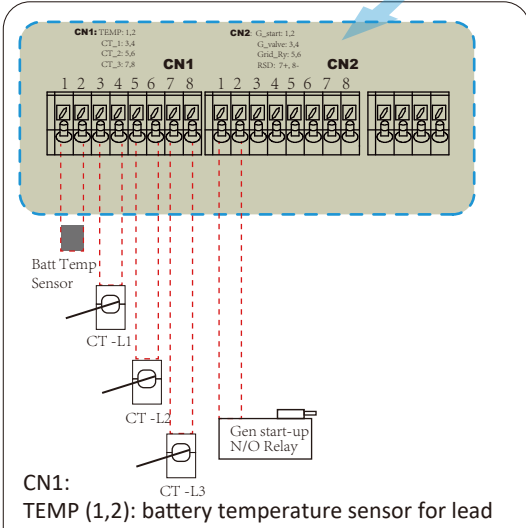 CN1: TEMP: 1,2
CT_1: 3,4
CT_2: 5,6
CT_3: 7,8
CN2: G_start: 1,2
G_valve: 3,4
Grid_Ry: 5,6
RSD: 7+, 8-
CN1
CN2
1 2 3 4 5 6 7 8
1 2 3 4 5 6 7 8
Batt Temp
Sensor
CT -L1
CT -L2
CT -L3
Gen start-up
N/O Relay
CN1:
TEMP (1,2): battery temperature sensor for lead